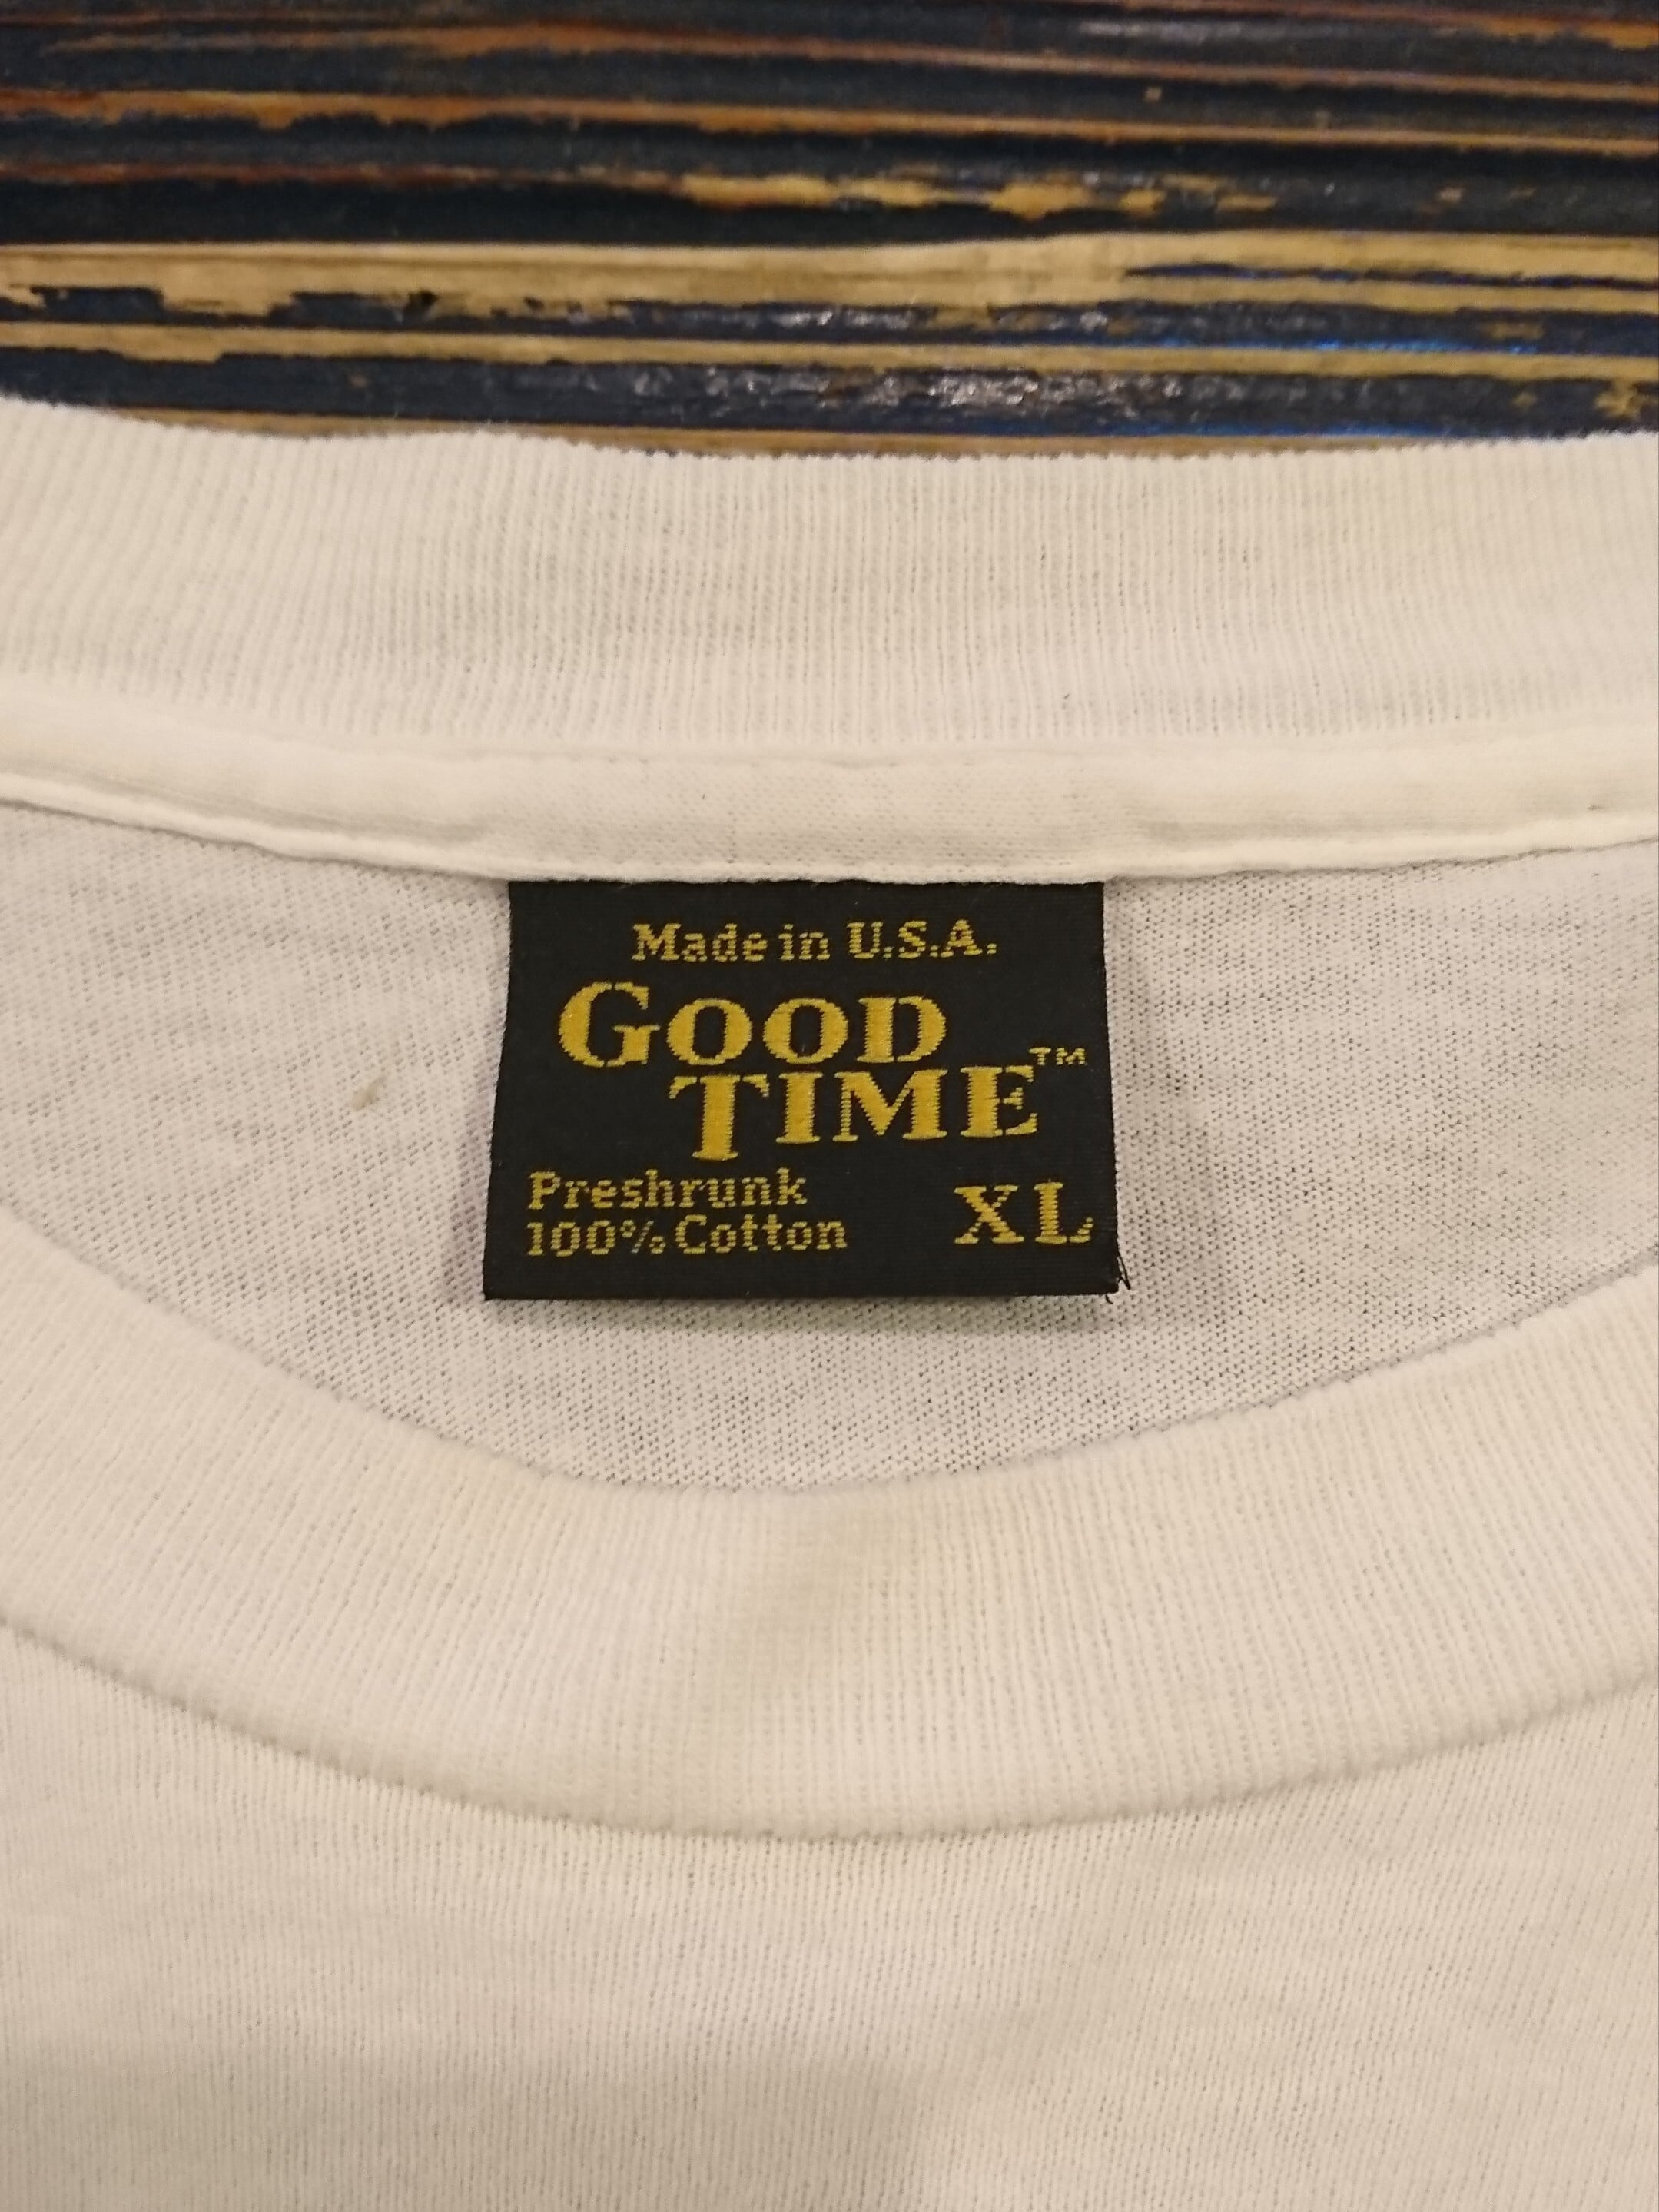 Made in U.S.A.
GOOD
TIME™
Preshrunk
100% Cotton XL